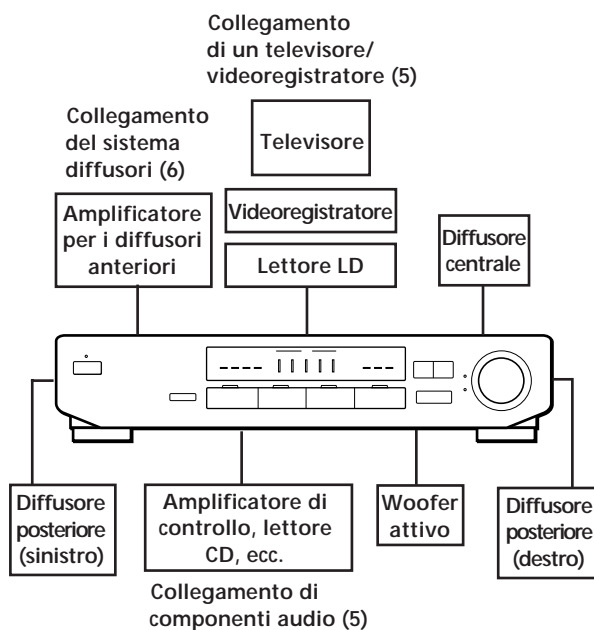 Collegamento
di un televisore/
videoregistratore (5)
Collegamento
del sistema
diffusori (6)
Televisore
Amplificatore
per i diffusori
anteriori
Videoregistratore
Lettore LD
Diffusore
centrale
Diffusore
posteriore
(sinistro)
Amplificatore di
controllo, lettore
CD, ecc.
Woofer
attivo
Diffusore
posteriore
(destro)
Collegamento di
componenti audio (5)